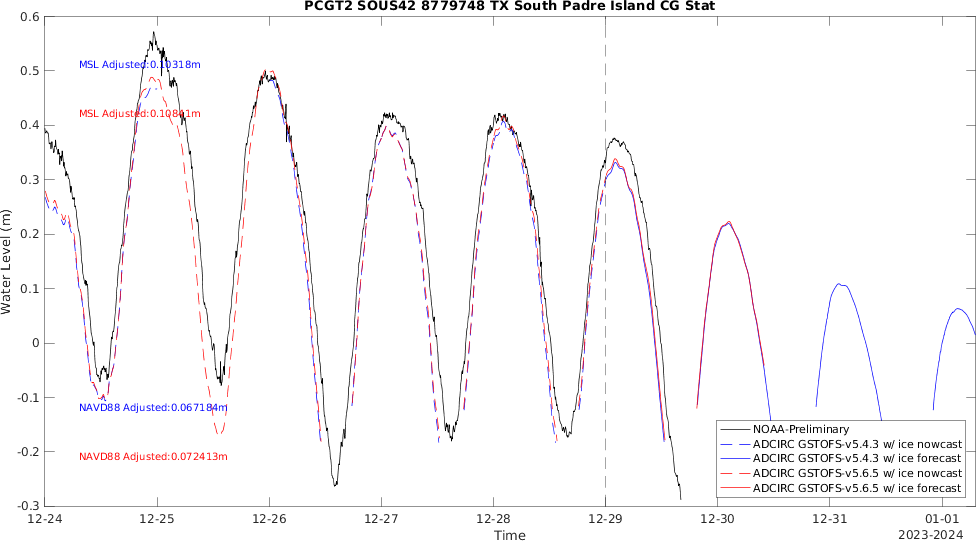 PCGT2 SOUS42 8779748 TX South Padre Island CG Stat
0.6
0.5
0.4
0.3
0.2
0.1
0
-0.1
-0.2
-0.3
Water Level (m)
MSL Adjusted:0.10318m
MSL Adjusted:0.10841m
NAVD88 Adjusted:0.067184m
NAVD88 Adjusted:0.072413m
NOAA-Preliminary
ADCIRC GSTOFS-v5.4.3 w/ ice nowcast
ADCIRC GSTOFS-v5.4.3 w/ ice forecast
ADCIRC GSTOFS-v5.6.5 w/ ice nowcast
ADCIRC GSTOFS-v5.6.5 w/ ice forecast
12-24 12-25 12-26 12-27 12-28 12-29 12-30 12-31 01-01
Time
2023-2024